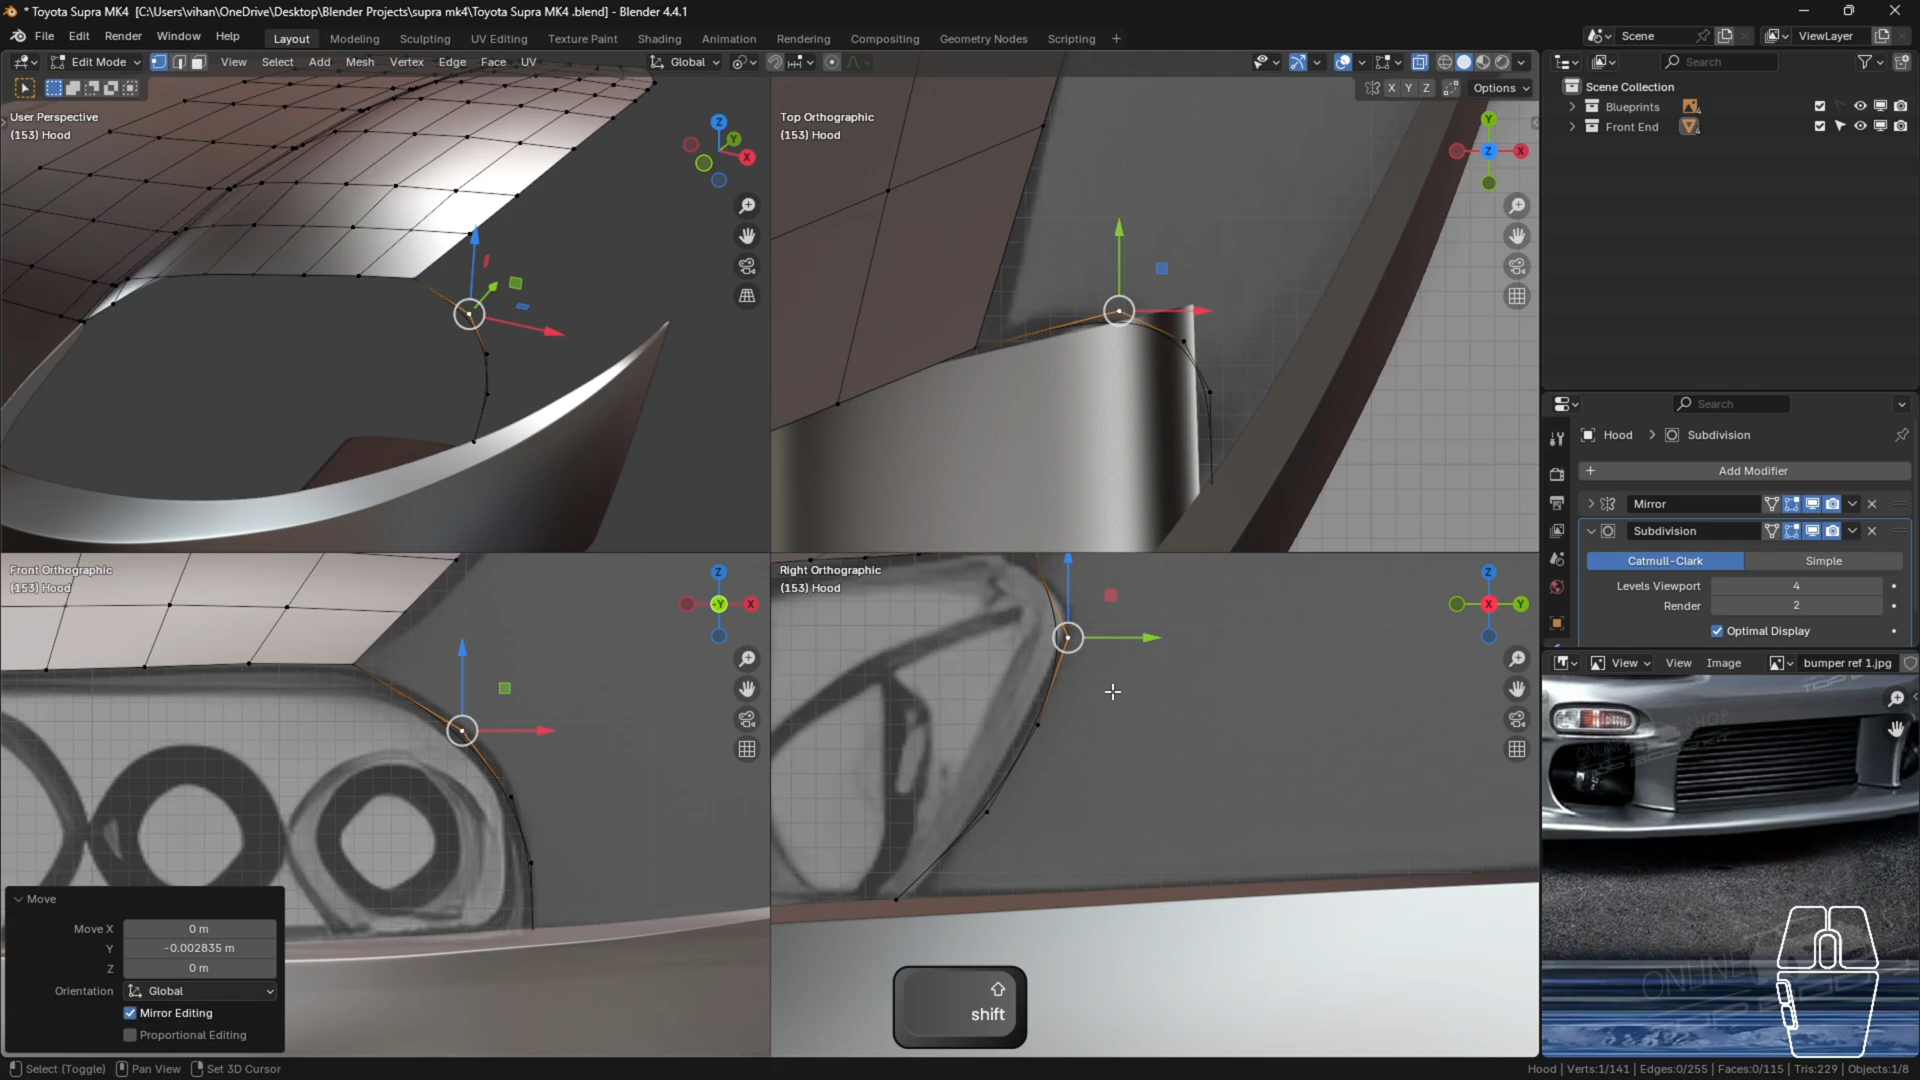 * Toyota Supra MK4 [C:\Users\vihan\OneDrive\Desktop\Blender Projects\supra mk4\Toyota Supra MK4 .blend] - Blender 4.4.1
File Edit Render Window Help
Layout Modeling Sculpting UV Editing Texture Paint Shading Animation Rendering Compositing Geometry Nodes Scripting +
Scene ViewLayer
Edit Mode View Select Add Mesh Vertex Edge Face UV Global
Search
X Y Z Options
Scene Collection
Blueprints 4
Front End 4
User Perspective
(153) Hood
Z Y X
Top Orthographic
(153) Hood
Y Z X
Front Orthographic
(153) Hood
Z -Y X
Right Orthographic
(153) Hood
Z X Y
Search
Hood > Subdivision
+ Add Modifier
Mirror
Subdivision
Catmull-Clark Simple
Levels Viewport 4
Render 2
Optimal Display
View View Image bumper ref 1.jpg
Move
Move X 0 m
Y -0.002835 m
Z 0 m
Orientation Global
Mirror Editing
Proportional Editing
shift
Select (Toggle) Pan View Set 3D Cursor
Hood | Verts:1/141 | Edges:0/255 | Faces:0/115 | Tris:229 | Objects:1/8